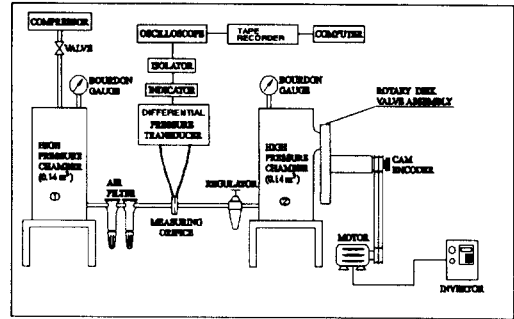 COMPRESSOR
VALVE
BOURDON
GAUGE
HIGH
PRESSURE
CHAMBER
(0.14 m³)
①
AIR
FILTER
OSCILLOSCOPE
TAPE
RECORDER
COMPUTER
ISOLATOR
INDICATOR
DIFFERENTIAL
PRESSURE
TRANSDUCER
MEASURING
ORIFICE
REGULATOR
BOURDON
GAUGE
HIGH
PRESSURE
CHAMBER
(0.14 m³)
②
ROTARY DISK
VALVE ASSEMBLY
CAM
ENCODER
MOTOR
INVERTOR